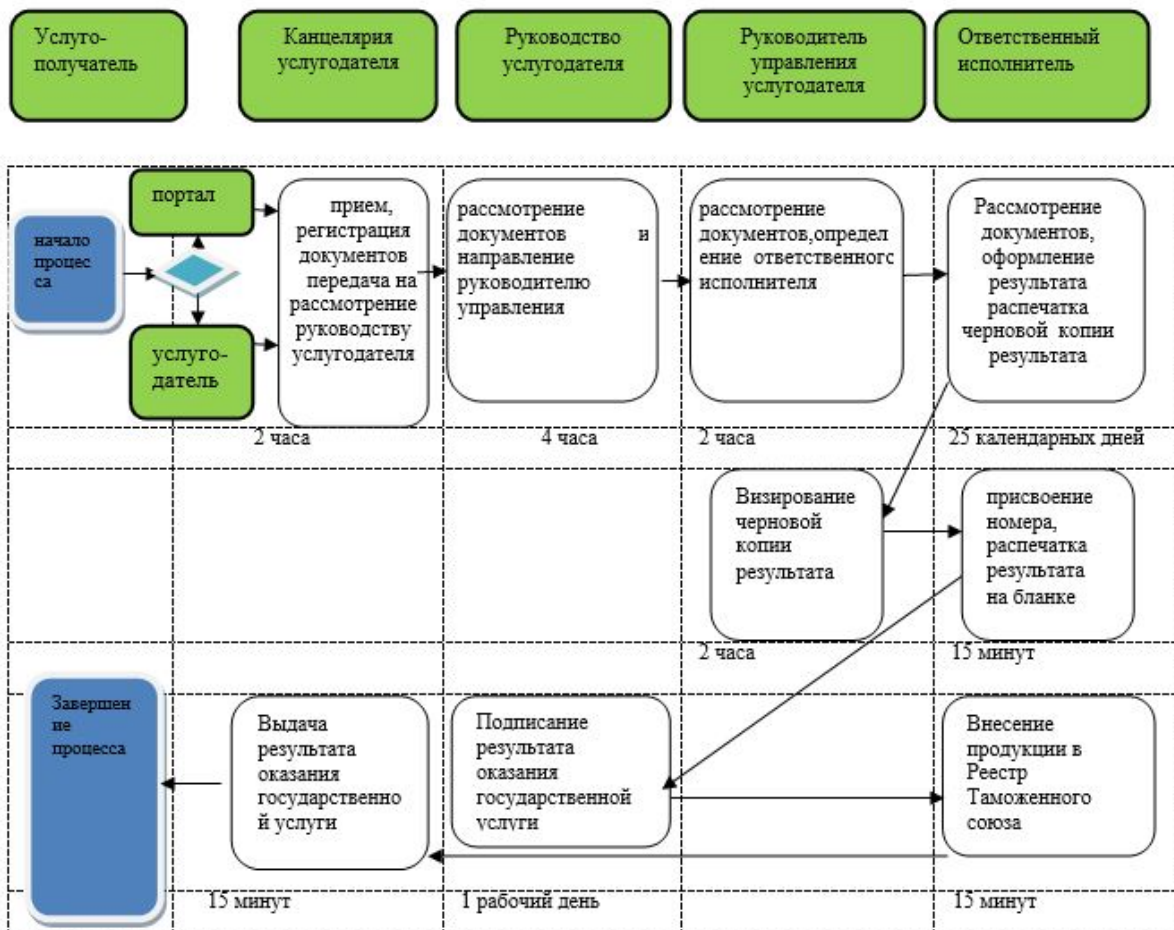 Услуго-
получатель
Канцелярия
услугодателя
Руководство
услугодателя
Руководитель
управления
услугодателя
Ответственный
исполнитель
начало
процес
са
портал
услуго-
датель
прием,
регистрация
документов
передача на
рассмотрение
руководству
услугодателя
рассмотрение
документов и
направление
руководителю
управления
рассмотрение
документов,определ
ение ответственного
исполнителя
Рассмотрение
документов,
оформление
результата
распечатка
черновой копии
результата
2 часа
4 часа
2 часа
25 календарных дней
Визирование
черновой
копии
результата
присвоение
номера,
распечатка
результата
на бланке
2 часа
15 минут
Завершен
ие
процесса
Выдача
результата
оказания
государственно
й услуги
Подписание
результата
оказания
государственной
услуги
Внесение
продукции в
Реестр
Таможенного
союза
15 минут
1 рабочий день
15 минут